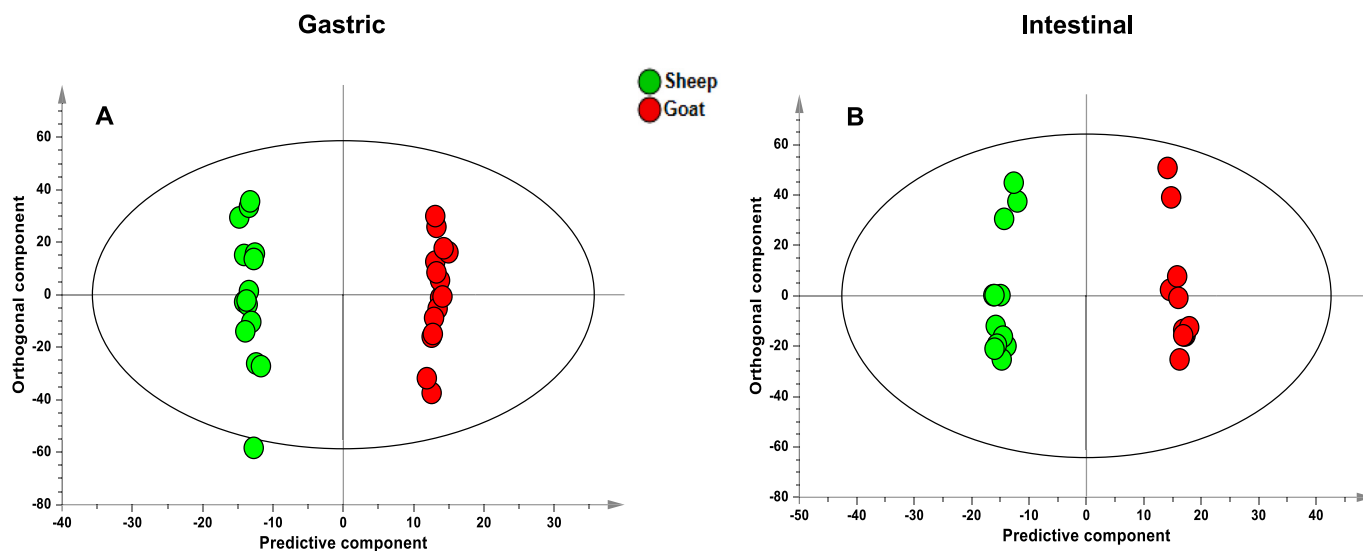 Gastric
Intestinal
Sheep
Goat
A
60
40
20
0
-20
-40
-60
-80
Orthogonal component
-40 -30 -20 -10 0 10 20 30
Predictive component
B
60
40
20
0
-20
-40
-60
-80
Orthogonal component
-50 -40 -30 -20 -10 0 10 20 30 40
Predictive component